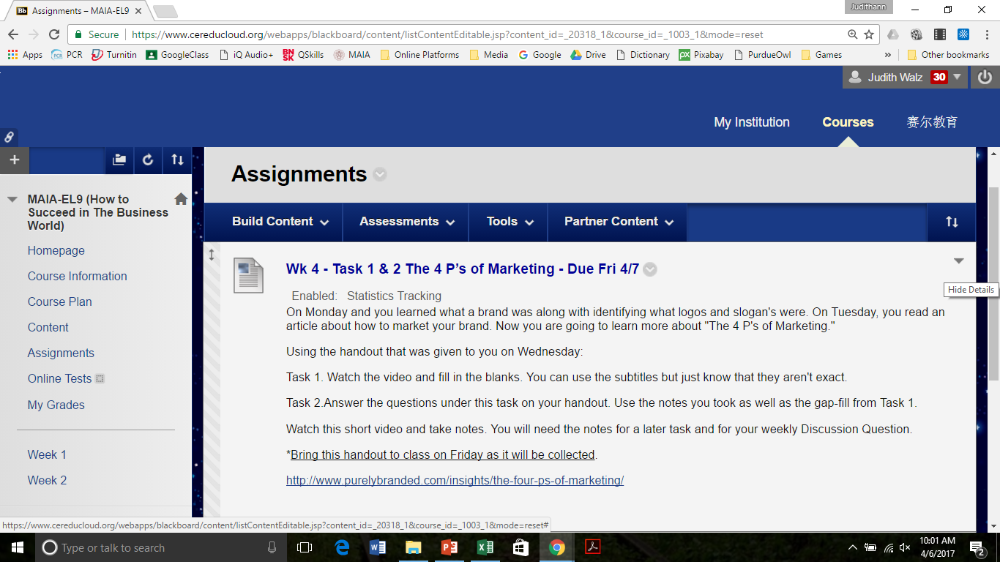 Judithann
Assignments – MAIA-EL9
Secure
https://www.cereducloud.org/webapps/blackboard/content/listContentEditable.jsp?content_id=_20318_1&course_id=_1003_1&mode=reset
Apps PCR Turnitin GoogleClass iQ Audio+ QSkills MAIA Online Platforms Media Google Drive Dictionary Pixabay PurdueOwl Games » Other bookmarks
Judith Walz 30
My Institution Courses 赛尔教育
Assignments
MAIA-EL9 (How to
Succeed in The Business
World)
Homepage
Course Information
Course Plan
Content
Assignments
Online Tests
My Grades
Week 1
Week 2
Build Content Assessments Tools Partner Content
Wk 4 - Task 1 & 2 The 4 P's of Marketing - Due Fri 4/7
Hide Details
Enabled: Statistics Tracking
On Monday and you learned what a brand was along with identifying what logos and slogan's were. On Tuesday, you read an
article about how to market your brand. Now you are going to learn more about "The 4 P's of Marketing."
Using the handout that was given to you on Wednesday:
Task 1. Watch the video and fill in the blanks. You can use the subtitles but just know that they aren't exact.
Task 2.Answer the questions under this task on your handout. Use the notes you took as well as the gap-fill from Task 1.
Watch this short video and take notes. You will need the notes for a later task and for your weekly Discussion Question.
*Bring this handout to class on Friday as it will be collected.
http://www.purelybranded.com/insights/the-four-ps-of-marketing/
https://www.cereducloud.org/webapps/blackboard/content/listContentEditable.jsp?content_id=_20318_1&course_id=_1003_1&mode=reset#
Type or talk to search
10:01 AM
4/6/2017
2